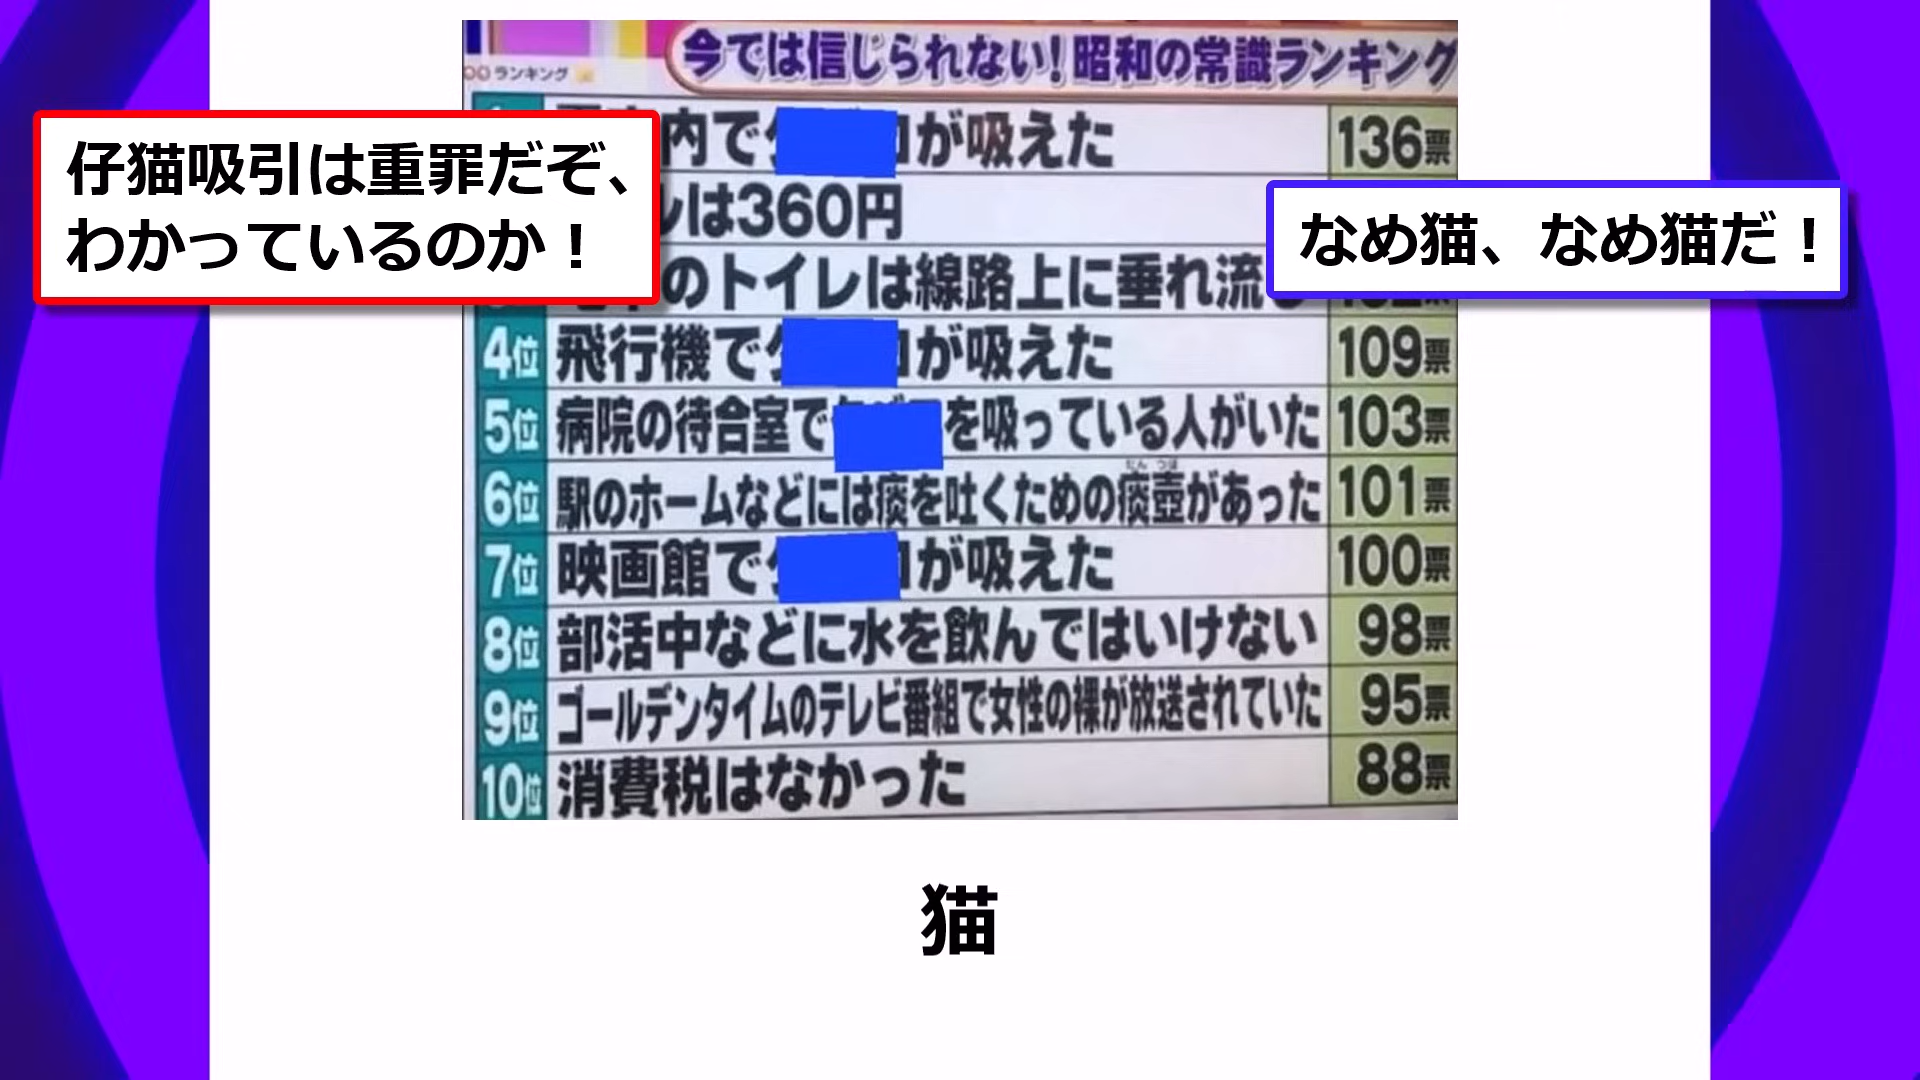 今では信じられない!昭和の常識ランキング
ランキング
仔猫吸引は重罪だぞ、
わかっているのか!
なめ猫、なめ猫だ!
内で が吸えた 136票
ルは360円
のトイレは線路上に垂れ流
4位 飛行機で が吸えた 109票
5位 病院の待合室で を吸っている人がいた 103票
たん つぼ
6位 駅のホームなどには痰を吐くための痰壺があった 101票
7位 映画館で が吸えた 100票
8位 部活中などに水を飲んではいけない 98票
9位 ゴールデンタイムのテレビ番組で女性の裸が放送されていた 95票
10位 消費税はなかった 88票
猫